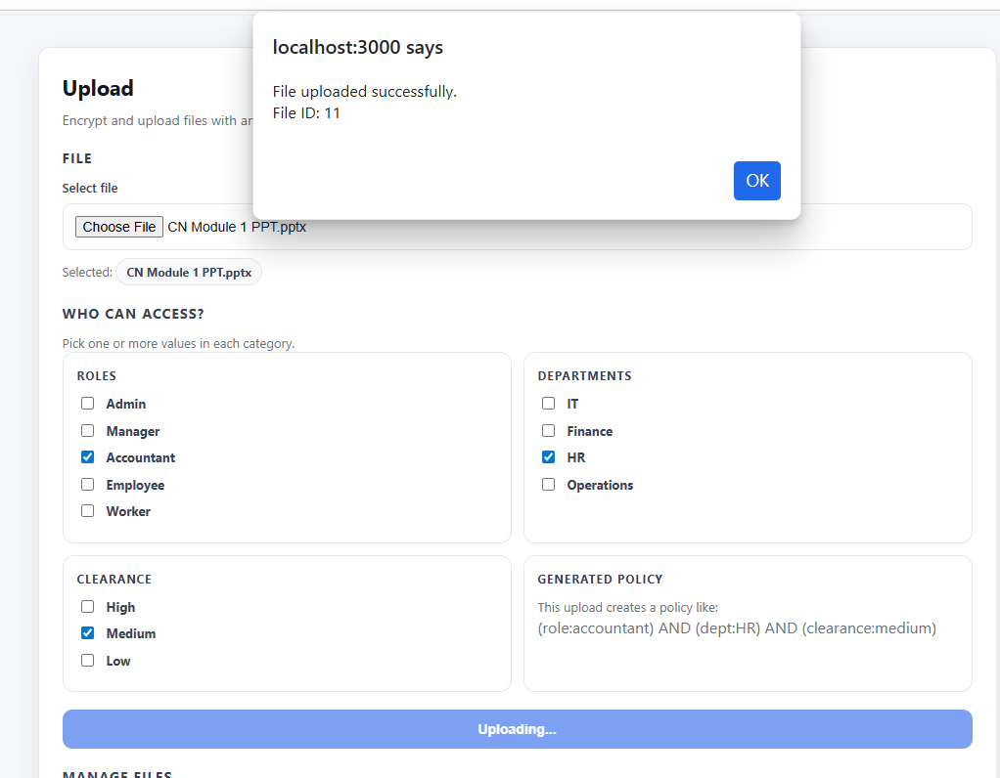 localhost:3000 says
File uploaded successfully.
File ID: 11
OK
Upload
Encrypt and upload files with
FILE
Select file
Choose File CN Module 1 PPT.pptx
Selected: CN Module 1 PPT.pptx
WHO CAN ACCESS?
Pick one or more values in each category.
ROLES
Admin
Manager
Accountant
Employee
Worker
DEPARTMENTS
IT
Finance
HR
Operations
CLEARANCE
High
Medium
Low
GENERATED POLICY
This upload creates a policy like:
(role:accountant) AND (dept:HR) AND (clearance:medium)
Uploading...
MANAGE FILES